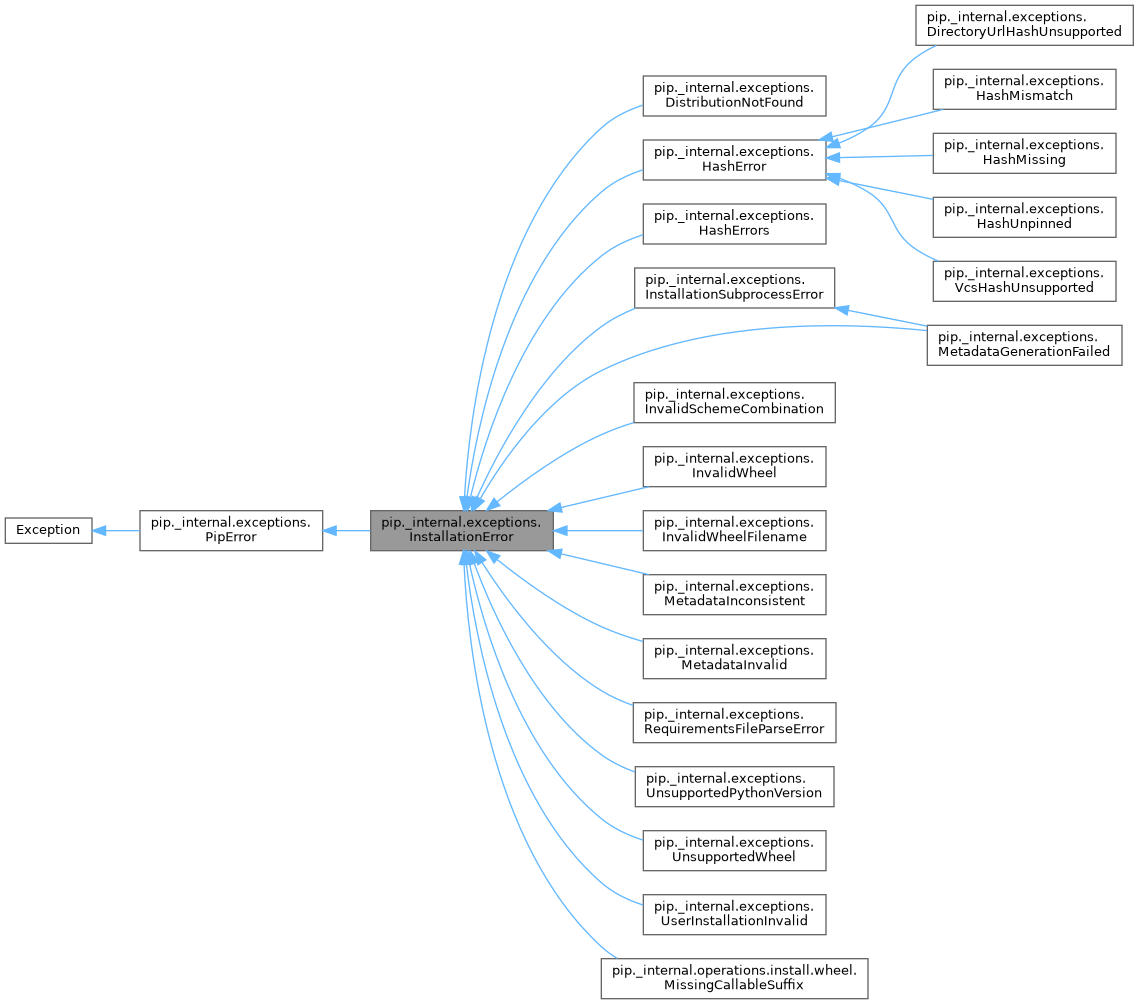 Exception
pip._internal.exceptions.
PipError
pip._internal.exceptions.
InstallationError
pip._internal.exceptions.
DistributionNotFound
pip._internal.exceptions.
HashError
pip._internal.exceptions.
HashErrors
pip._internal.exceptions.
InstallationSubprocessError
pip._internal.exceptions.
InvalidSchemeCombination
pip._internal.exceptions.
InvalidWheel
pip._internal.exceptions.
InvalidWheelFilename
pip._internal.exceptions.
MetadataInconsistent
pip._internal.exceptions.
MetadataInvalid
pip._internal.exceptions.
RequirementsFileParseError
pip._internal.exceptions.
UnsupportedPythonVersion
pip._internal.exceptions.
UnsupportedWheel
pip._internal.exceptions.
UserInstallationInvalid
pip._internal.operations.install.wheel.
MissingCallableSuffix
pip._internal.exceptions.
DirectoryUrlHashUnsupported
pip._internal.exceptions.
HashMismatch
pip._internal.exceptions.
HashMissing
pip._internal.exceptions.
HashUnpinned
pip._internal.exceptions.
VcsHashUnsupported
pip._internal.exceptions.
MetadataGenerationFailed